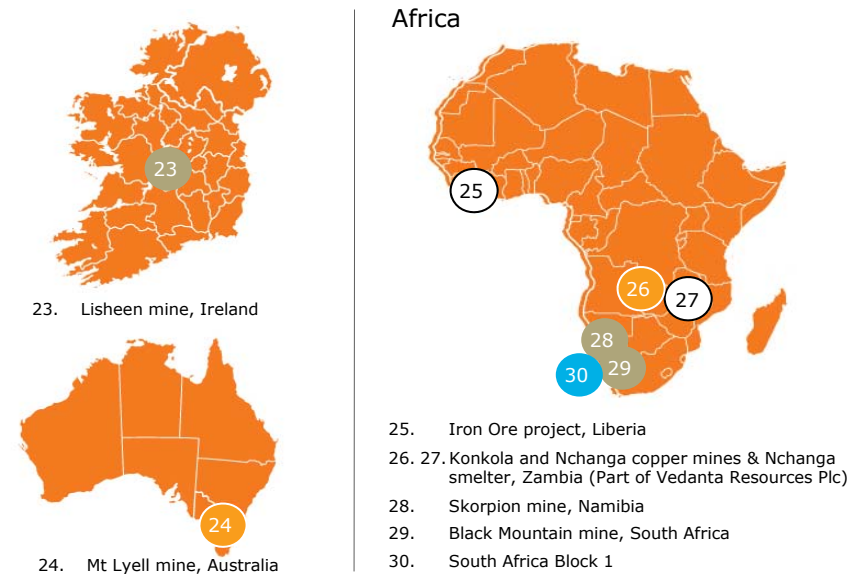 23
23. Lisheen mine, Ireland
24
24. Mt Lyell mine, Australia
Africa
25
26
27
28
29
30
25. Iron Ore project, Liberia
26. 27. Konkola and Nchanga copper mines & Nchanga
smelter, Zambia (Part of Vedanta Resources Plc)
28. Skorpion mine, Namibia
29. Black Mountain mine, South Africa
30. South Africa Block 1